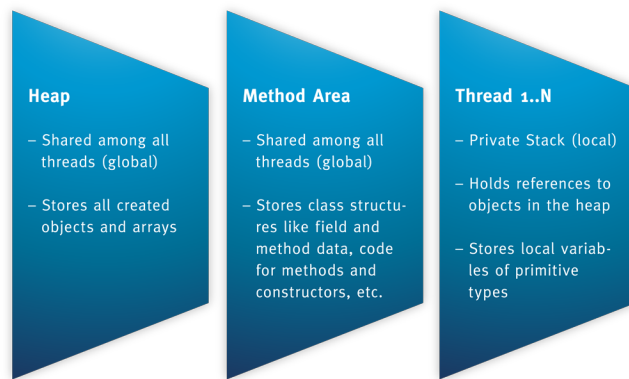 Heap
– Shared among all
threads (global)
– Stores all created
objects and arrays
Method Area
– Shared among all
threads (global)
– Stores class structu-
res like field and
method data, code
for methods and
constructors, etc.
Thread 1..N
– Private Stack (local)
– Holds references to
objects in the heap
– Stores local variab-
les of primitive
types